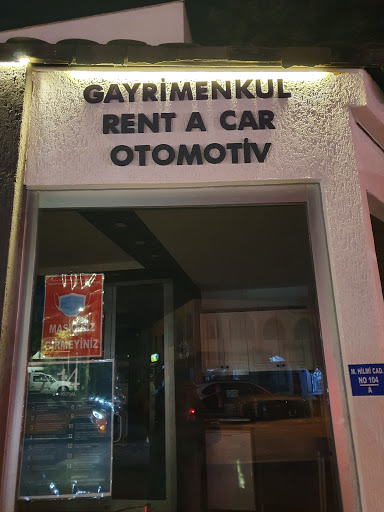 GAYRİMENKUL
RENT A CAR
OTOMOTİV
MASKESİZ
GİRMEYİNİZ
M. HİLMİ CAD.
NO 104
A